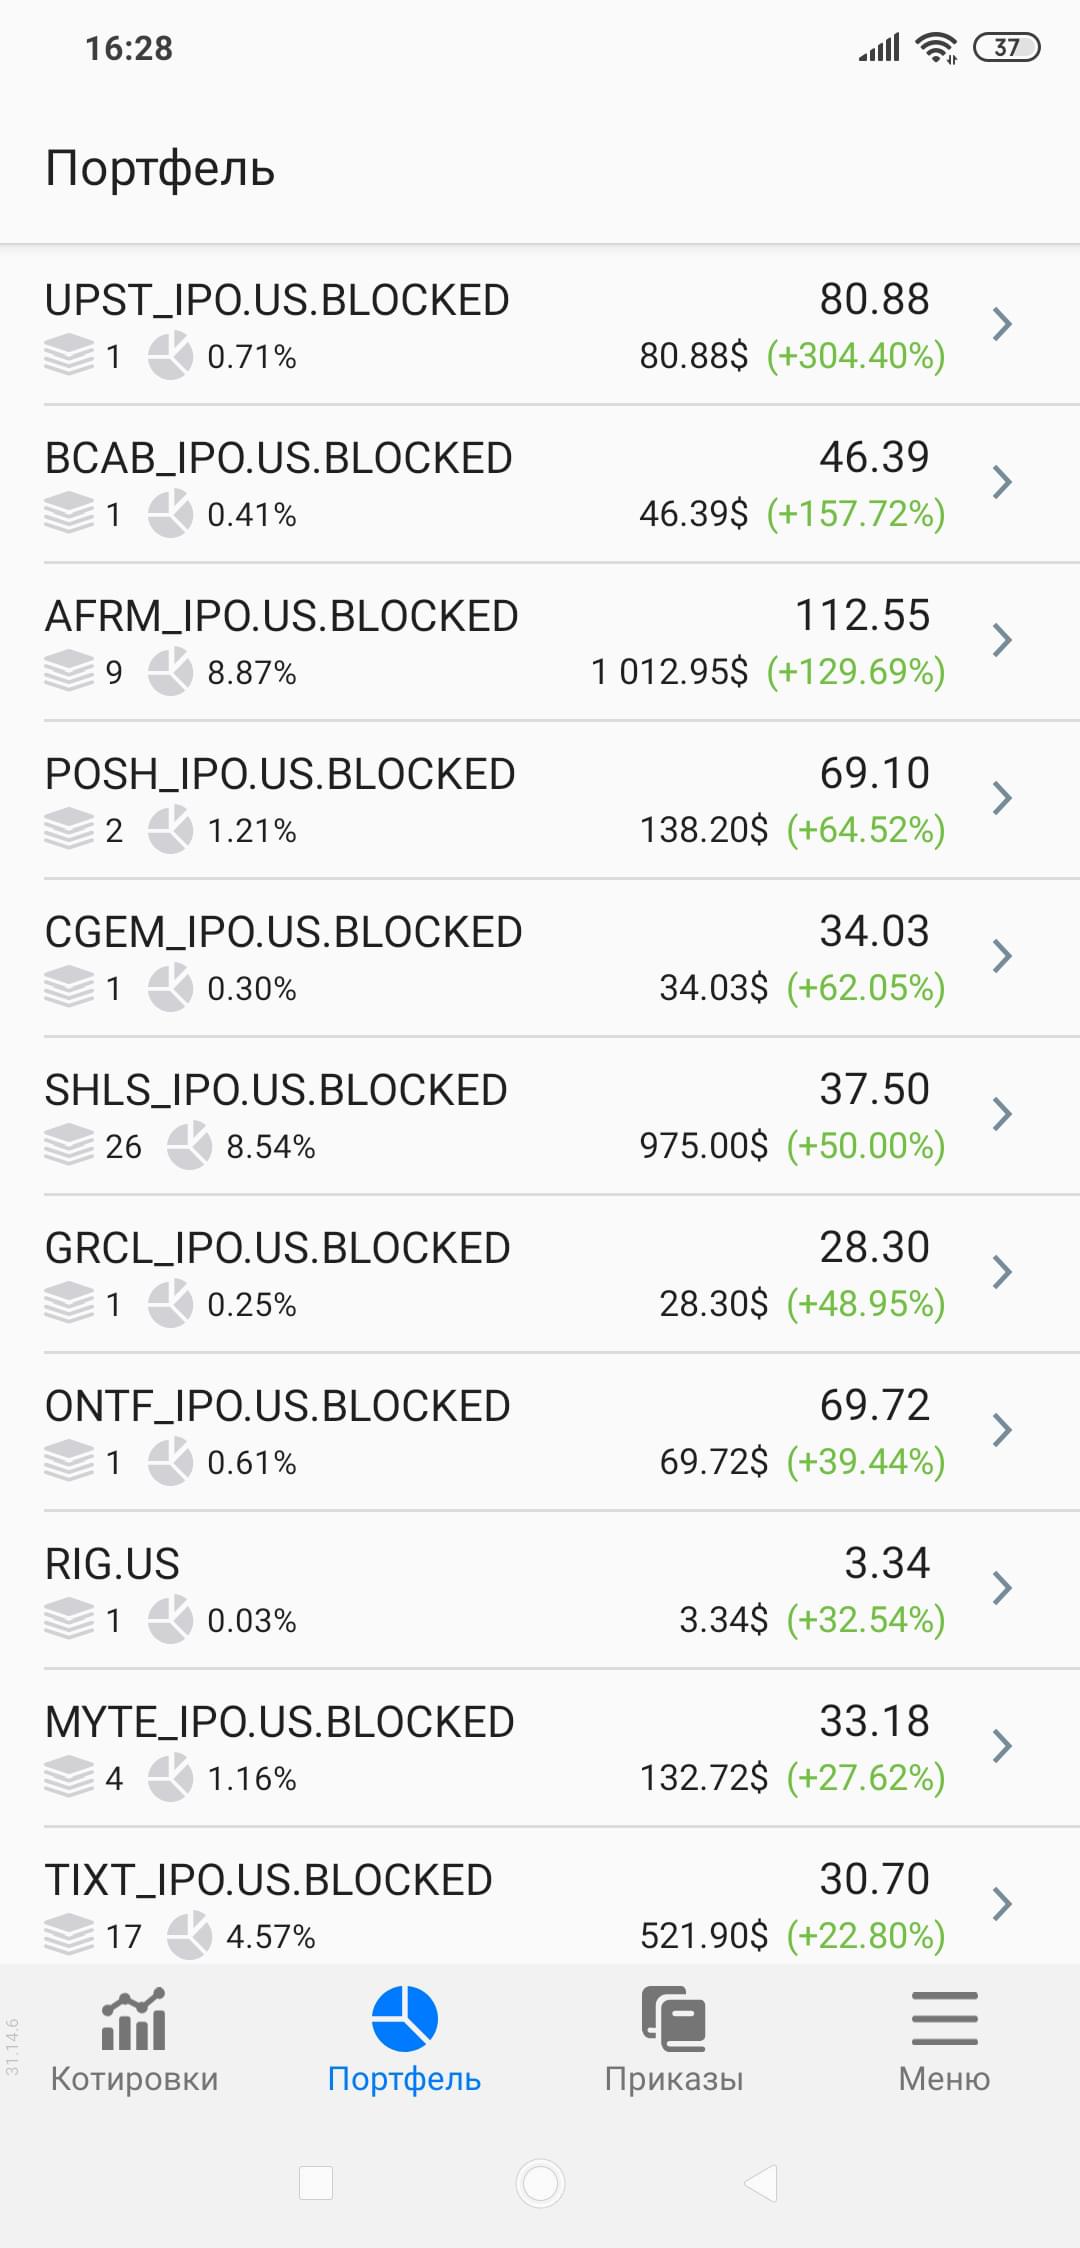 16:28
37
Портфель
UPST_IPO.US.BLOCKED 80.88
1 0.71% 80.88$ (+304.40%)
BCAB_IPO.US.BLOCKED 46.39
1 0.41% 46.39$ (+157.72%)
AFRM_IPO.US.BLOCKED 112.55
9 8.87% 1 012.95$ (+129.69%)
POSH_IPO.US.BLOCKED 69.10
2 1.21% 138.20$ (+64.52%)
CGEM_IPO.US.BLOCKED 34.03
1 0.30% 34.03$ (+62.05%)
SHLS_IPO.US.BLOCKED 37.50
26 8.54% 975.00$ (+50.00%)
GRCL_IPO.US.BLOCKED 28.30
1 0.25% 28.30$ (+48.95%)
ONTF_IPO.US.BLOCKED 69.72
1 0.61% 69.72$ (+39.44%)
RIG.US 3.34
1 0.03% 3.34$ (+32.54%)
MYTE_IPO.US.BLOCKED 33.18
4 1.16% 132.72$ (+27.62%)
TIXT_IPO.US.BLOCKED 30.70
17 4.57% 521.90$ (+22.80%)
31.14.6
Котировки Портфель Приказы Меню